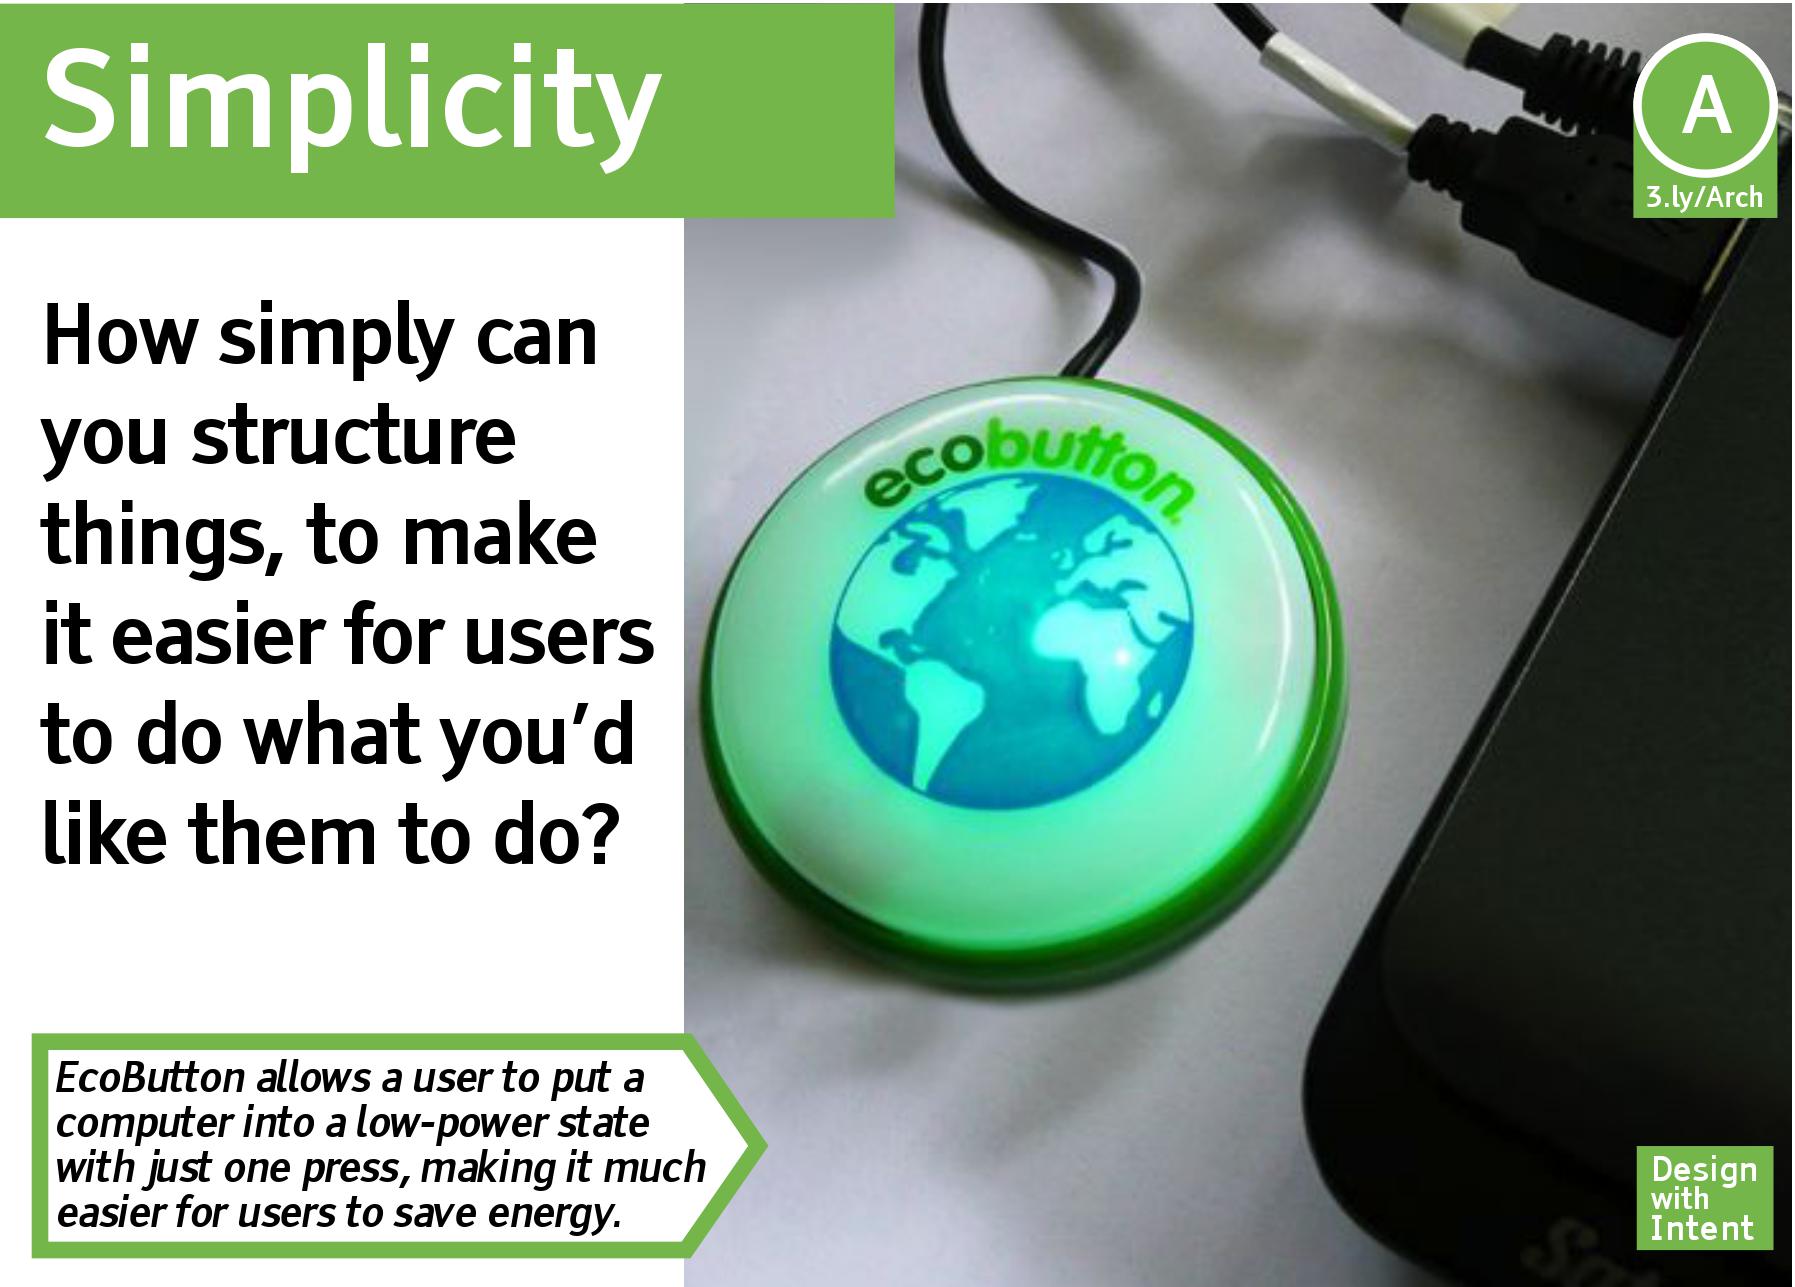 Simplicity
A
3.ly/Arch
How simply can
you structure
things, to make
it easier for users
to do what you’d
like them to do?
ecobutton
EcoButton allows a user to put a
computer into a low-power state
with just one press, making it much
easier for users to save energy.
Design
with
Intent